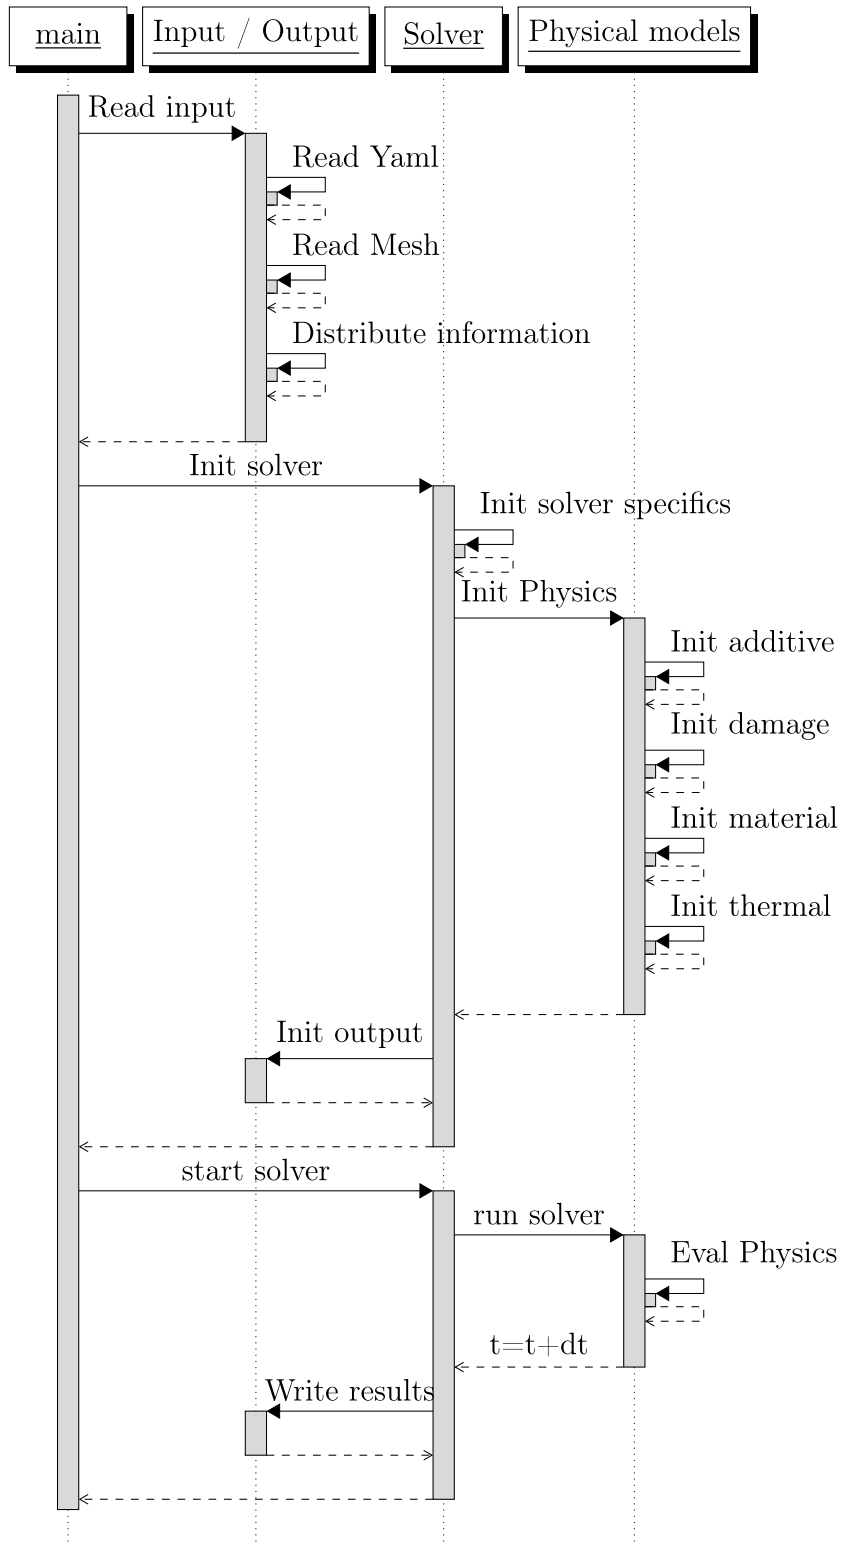 main
Input / Output
Solver
Physical models
Read input
Read Yaml
Read Mesh
Distribute information
Init solver
Init solver specifics
Init Physics
Init additive
Init damage
Init material
Init thermal
Init output
start solver
run solver
Eval Physics
t=t+dt
Write results